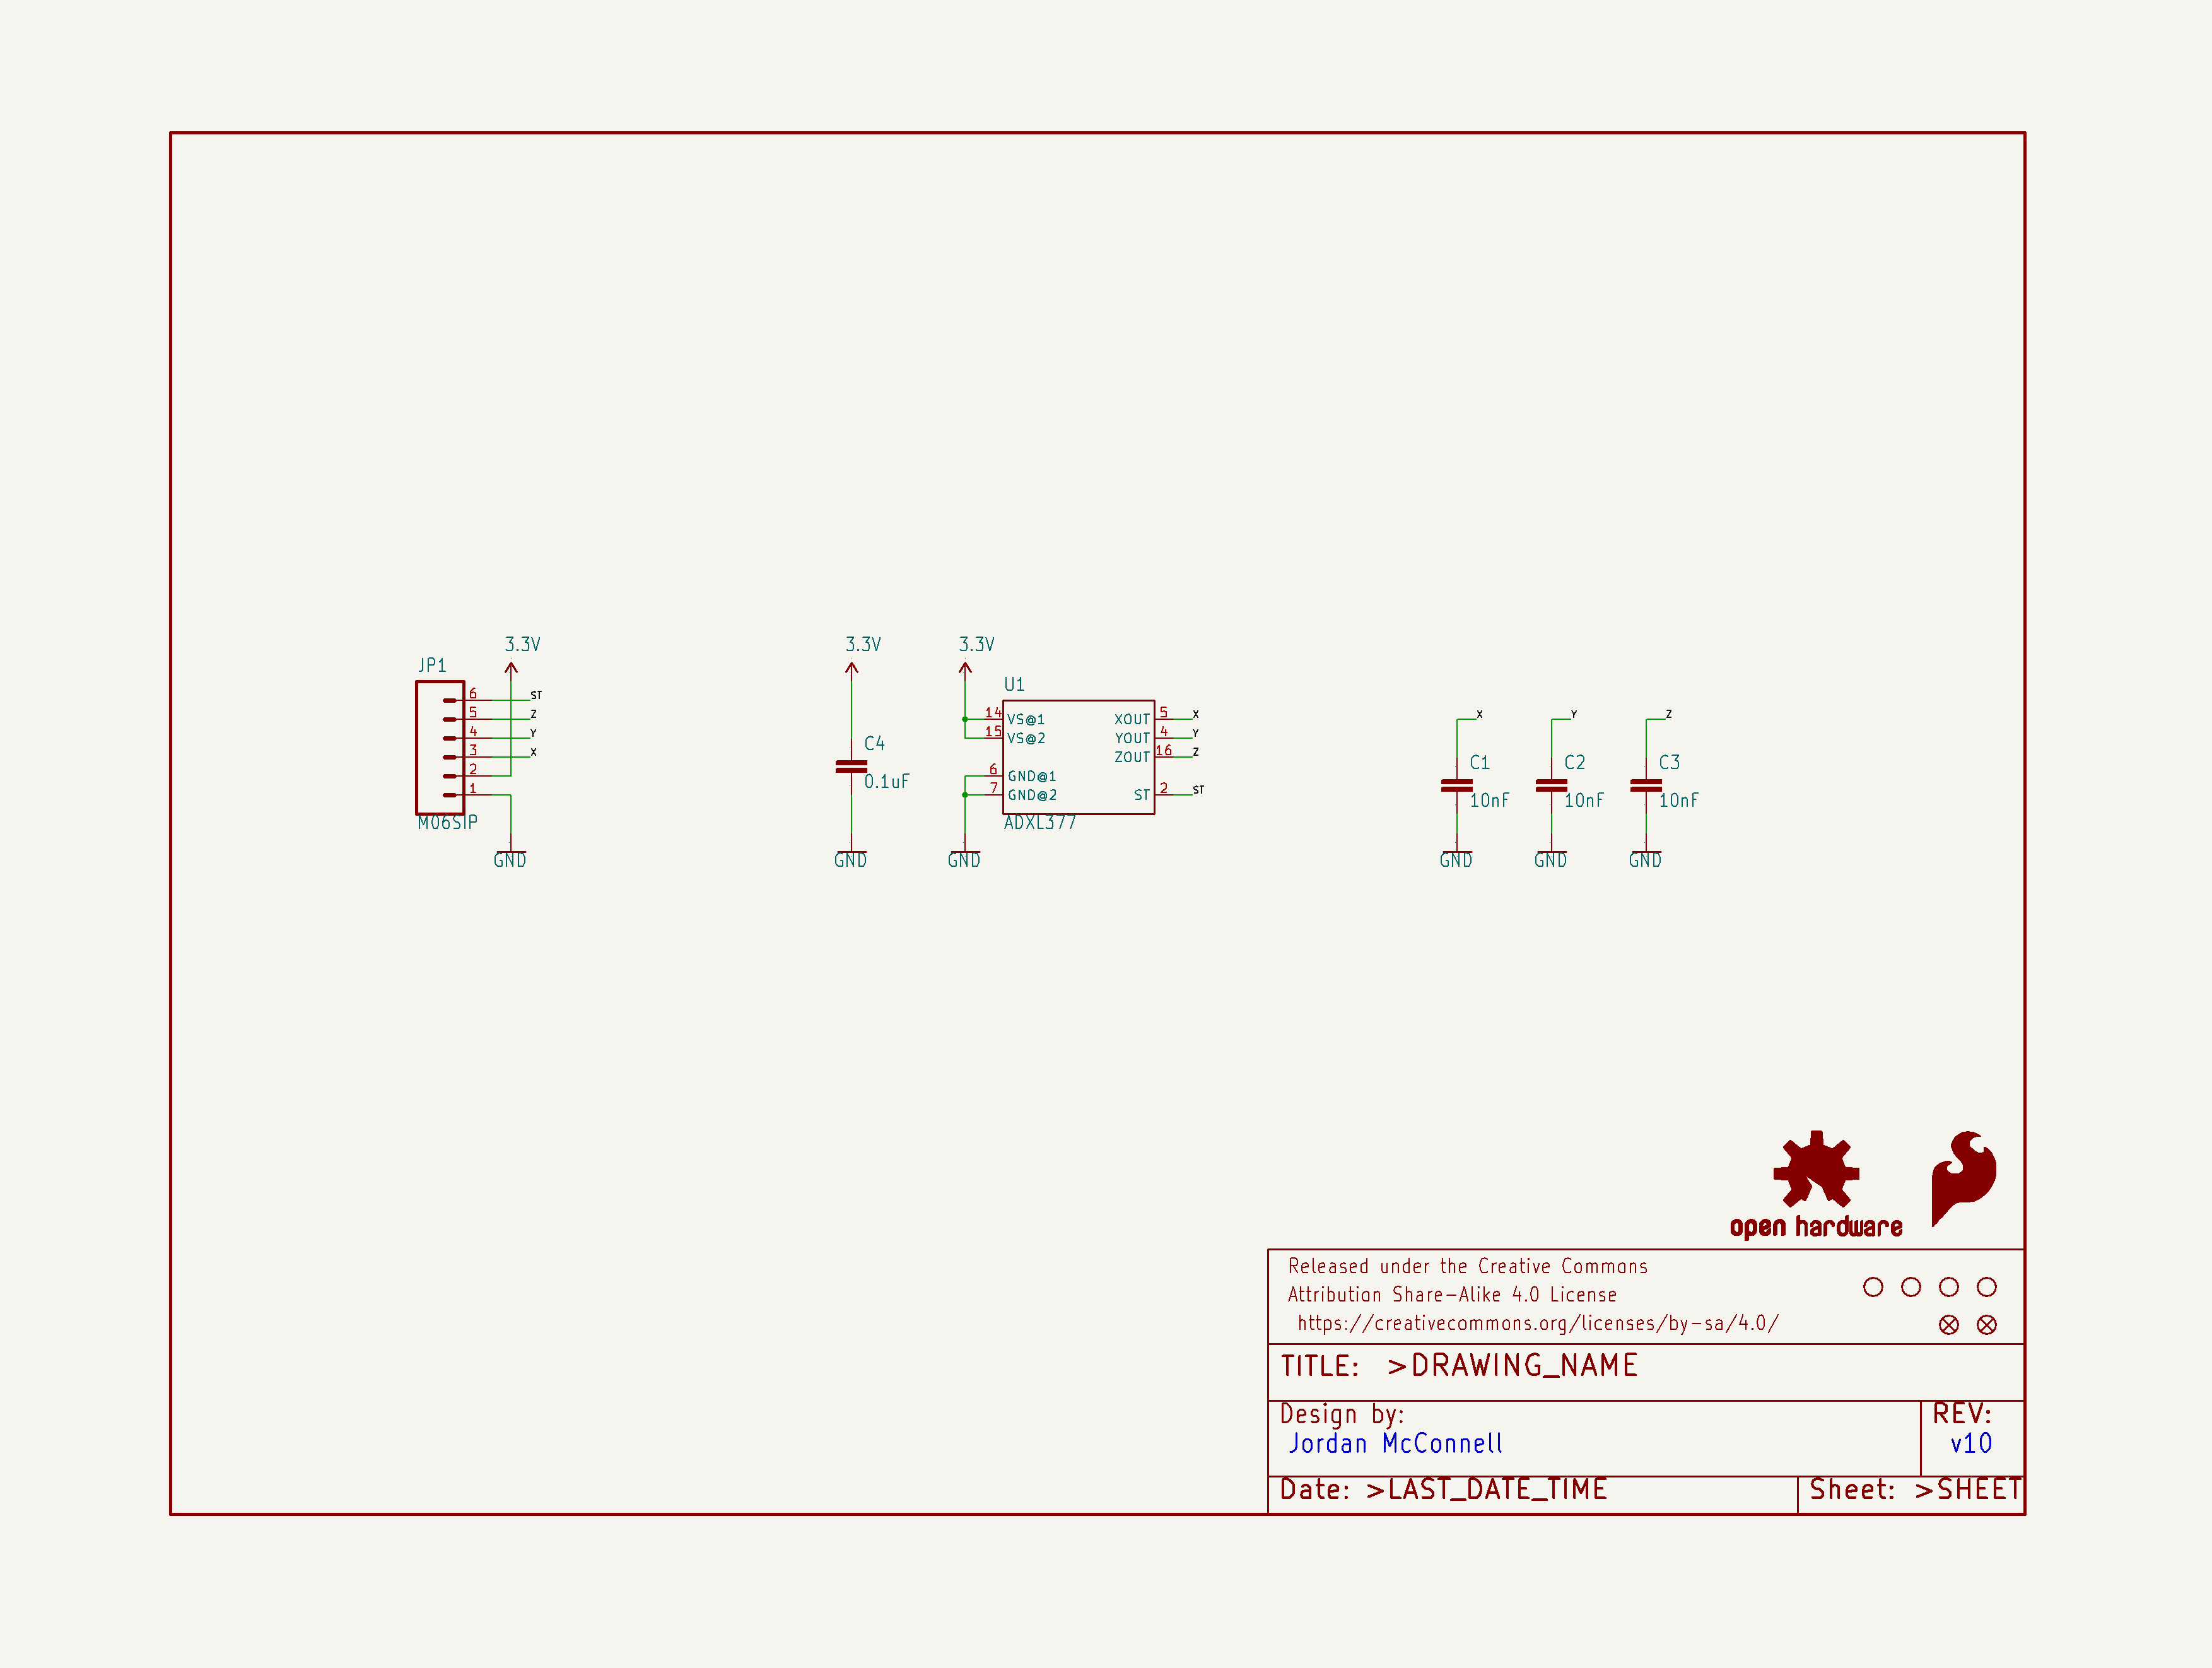 3.3V
JP1
6
ST
5
Z
4
Y
3
X
2
1
M06SIP
GND
3.3V
C4
0.1uF
GND
3.3V
U1
14 VS@1
15 VS@2
6 GND@1
7 GND@2
XOUT 5 X
YOUT 4 Y
ZOUT 16 Z
ST 2 ST
ADXL377
GND
X
C1
10nF
GND
Y
C2
10nF
GND
Z
C3
10nF
GND
open hardware
Released under the Creative Commons
Attribution Share-Alike 4.0 License
https://creativecommons.org/licenses/by-sa/4.0/
TITLE: >DRAWING_NAME
Design by:
Jordan McConnell
REV:
v10
Date: >LAST_DATE_TIME
Sheet: >SHEET